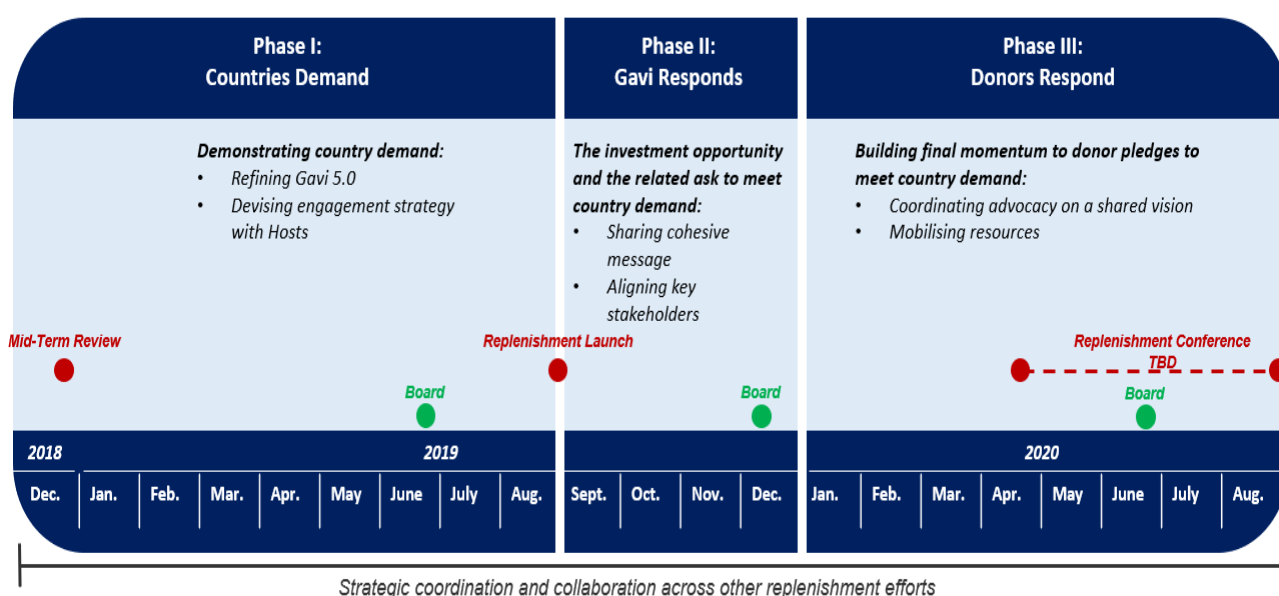 Phase I:
Countries Demand
Phase II:
Gavi Responds
Phase III:
Donors Respond
Demonstrating country demand:
• Refining Gavi 5.0
• Devising engagement strategy
with Hosts
The investment opportunity
and the related ask to meet
country demand:
• Sharing cohesive
message
• Aligning key
stakeholders
Building final momentum to donor pledges to
meet country demand:
• Coordinating advocacy on a shared vision
• Mobilising resources
Mid-Term Review
Replenishment Launch
Replenishment Conference
TBD
Board
Board
Board
2018
2019
2020
Dec. Jan. Feb. Mar. Apr. May June July Aug. Sept. Oct. Nov. Dec. Jan. Feb. Mar. Apr. May June July Aug.
Strategic coordination and collaboration across other replenishment efforts